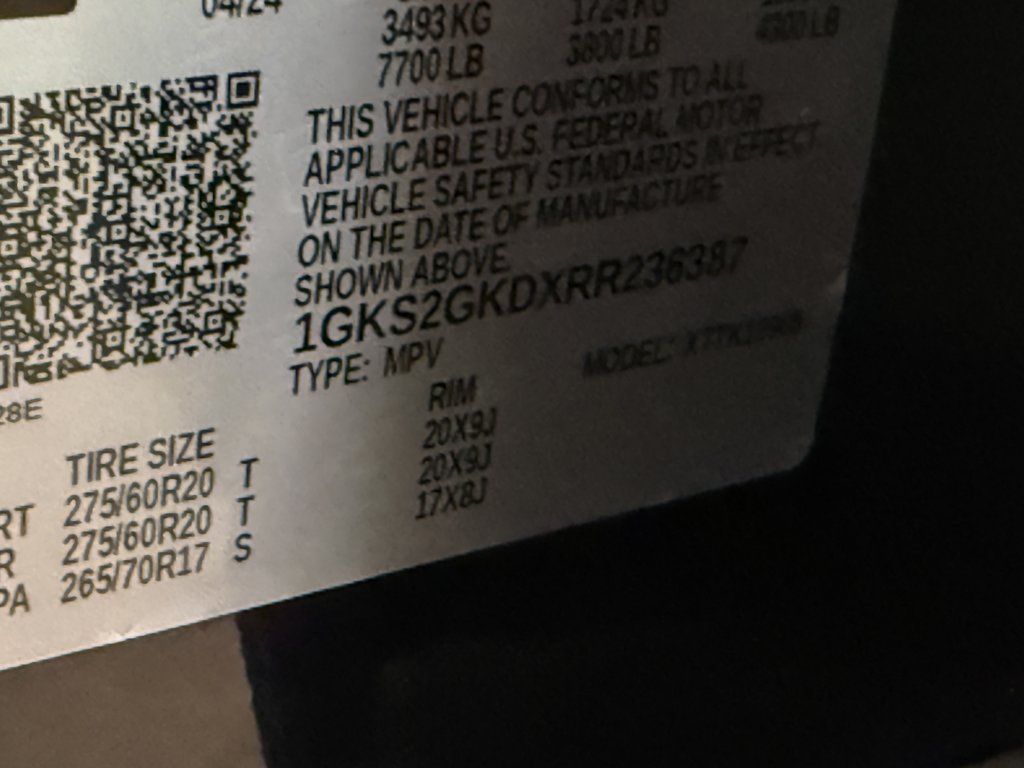 04/24
3493 KG 1724 KG
7700 LB 3800 LB 4300 LB
THIS VEHICLE CONFORMS TO ALL
APPLICABLE U.S. FEDERAL MOTOR
VEHICLE SAFETY STANDARDS IN EFFECT
ON THE DATE OF MANUFACTURE
SHOWN ABOVE.
1GKS2GKDXRR236387
TYPE: MPV MODEL:
28E
TIRE SIZE RIM
RT 275/60R20 T 20X9J
R 275/60R20 T 20X9J
PA 265/70R17 S 17X8J